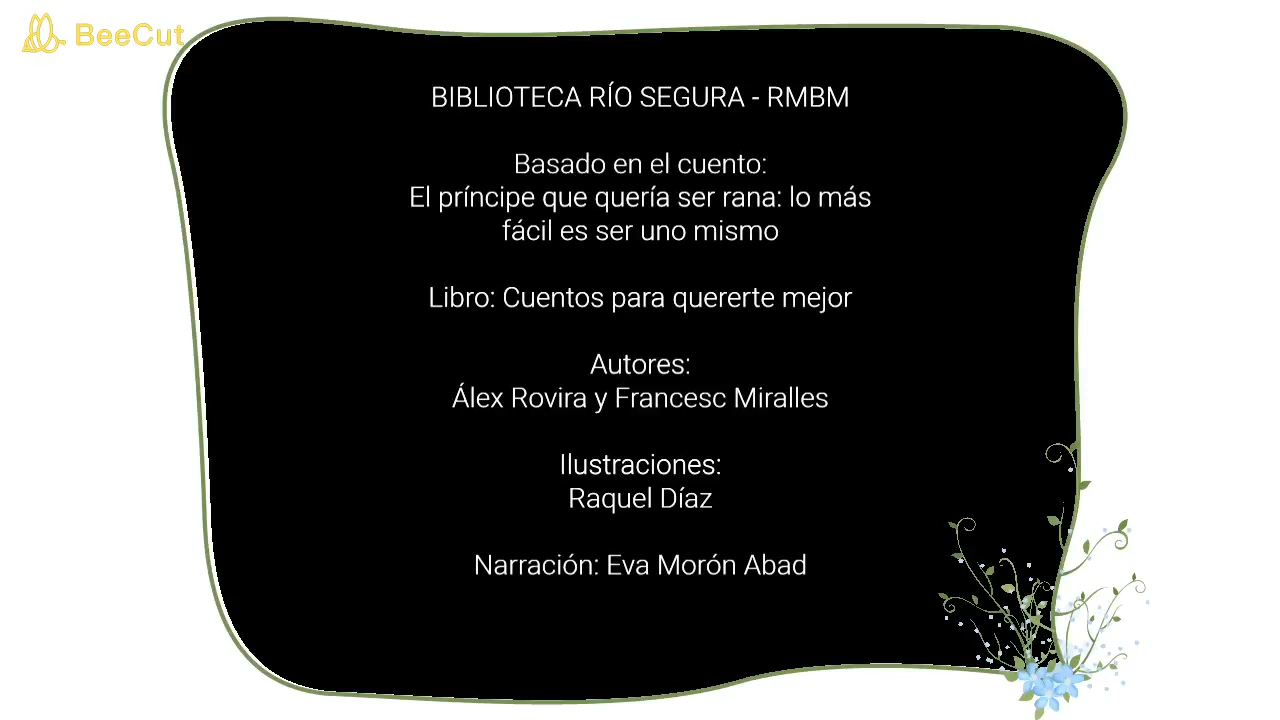 BeeCut
BIBLIOTECA RÍO SEGURA - RMBM
Basado en el cuento:
El príncipe que quería ser rana: lo más
fácil es ser uno mismo
Libro: Cuentos para quererte mejor
Autores:
Álex Rovira y Francesc Miralles
Ilustraciones:
Raquel Díaz
Narración: Eva Morón Abad